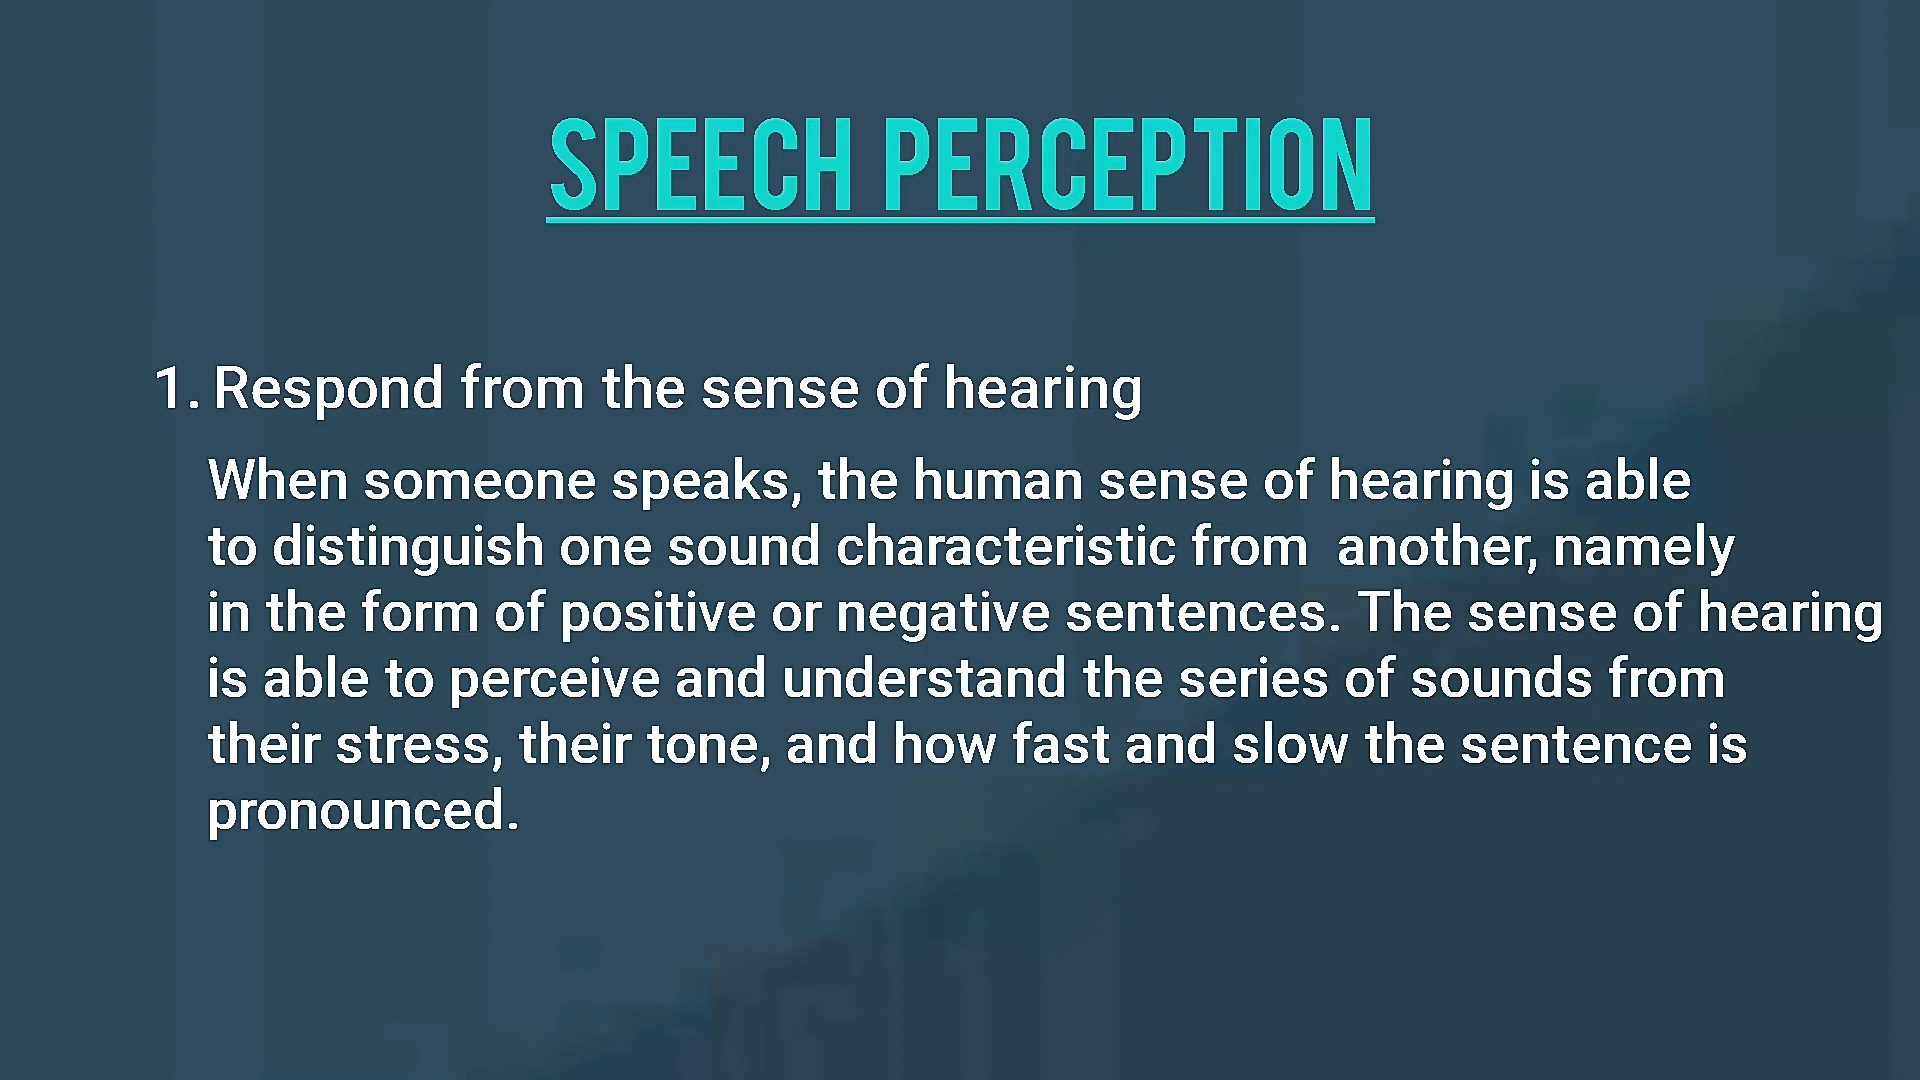 SPEECH PERCEPTION
1. Respond from the sense of hearing
When someone speaks, the human sense of hearing is able
to distinguish one sound characteristic from  another, namely
in the form of positive or negative sentences. The sense of hearing
is able to perceive and understand the series of sounds from
their stress, their tone, and how fast and slow the sentence is
pronounced.